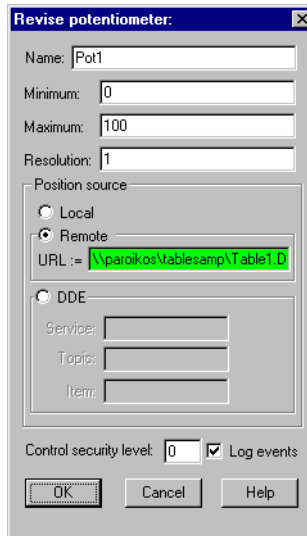 Revise potentiometer:
Name: Pot1
Minimum: 0
Maximum: 100
Resolution: 1
Position source
Local
Remote
URL := \\paroikos\tablesamp\Table1.D
DDE
Service:
Topic:
Item:
Control security level: 0 Log events
OK Cancel Help